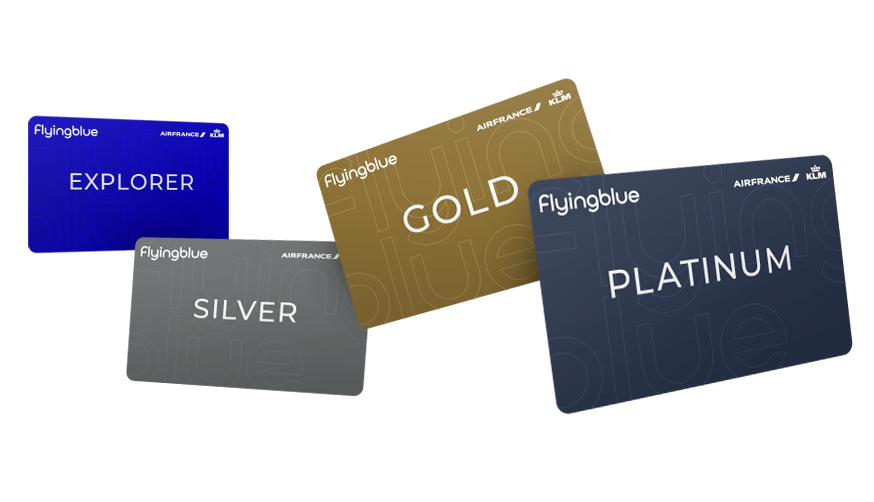 Flyingblue
AIRFRANCE KLM
EXPLORER
Flyingblue
AIRFRANCE
SILVER
Flyingblue
AIRFRANCE KLM
GOLD
Flyingblue
AIRFRANCE KLM
PLATINUM